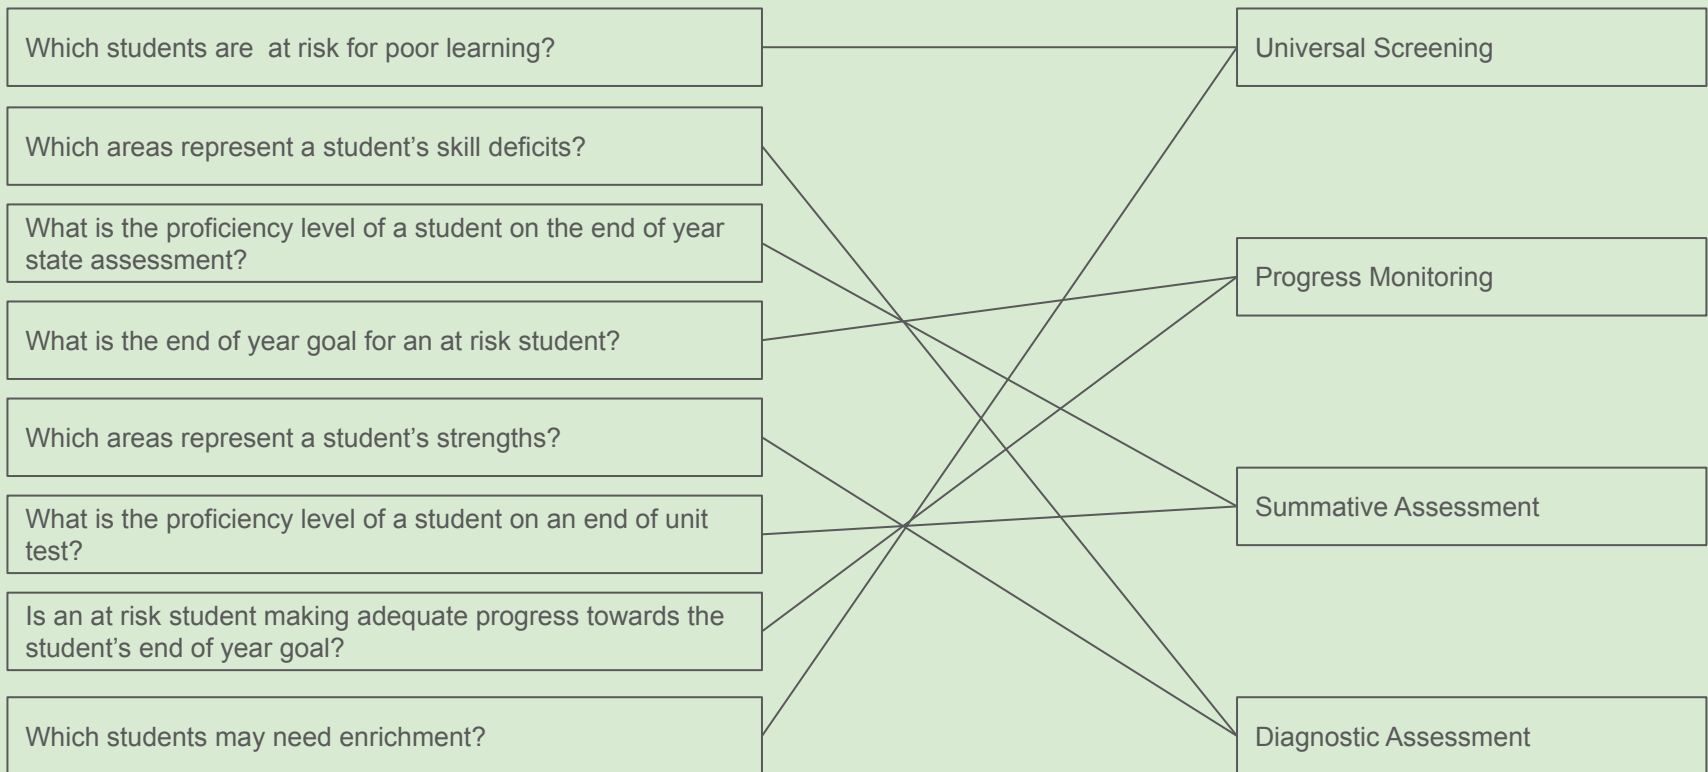 Which students are  at risk for poor learning?
Universal Screening
Which areas represent a student’s skill deficits?
What is the proficiency level of a student on the end of year
state assessment?
Progress Monitoring
What is the end of year goal for an at risk student?
Which areas represent a student’s strengths?
What is the proficiency level of a student on an end of unit
test?
Summative Assessment
Is an at risk student making adequate progress towards the
student’s end of year goal?
Which students may need enrichment?
Diagnostic Assessment